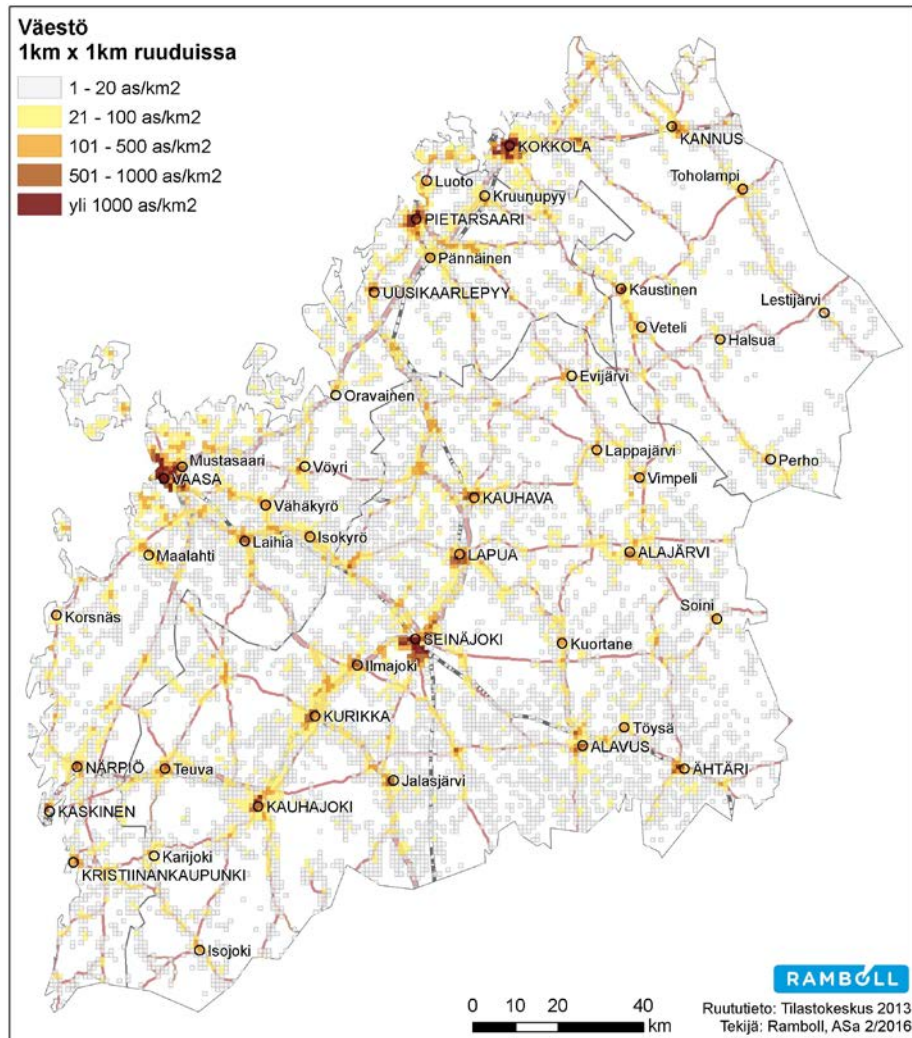 Väestö
1km x 1km ruuduissa
1 - 20 as/km2
21 - 100 as/km2
101 - 500 as/km2
501 - 1000 as/km2
yli 1000 as/km2
KOKKOLA
KANNUS
Luoto
Toholampi
Kruunupyy
PIETARSAARI
Pännäinen
UUSIKAARLEPYY
Kaustinen
Lestijärvi
Veteli
Halsua
Evijärvi
Oravainen
Lappajärvi
Perho
Mustasaari
Vöyri
VAASA
Vimpeli
KAUHAVA
Vähäkyrö
Isokyrö
Laihia
Maalahti
LAPUA
ALAJÄRVI
Korsnäs
Soini
SEINÄJOKI
Kuortane
Ilmajoki
KURIKKA
Töysä
ALAVUS
NÄRPIÖ
Teuva
ÄHTÄRI
Jalasjärvi
KASKINEN
KAUHAJOKI
Karijoki
KRISTIINANKAUPUNKI
Isojoki
RAMBOLL
0 10 20 40
km
Ruututieto: Tilastokeskus 2013
Tekijä: Ramboll, ASa 2/2016